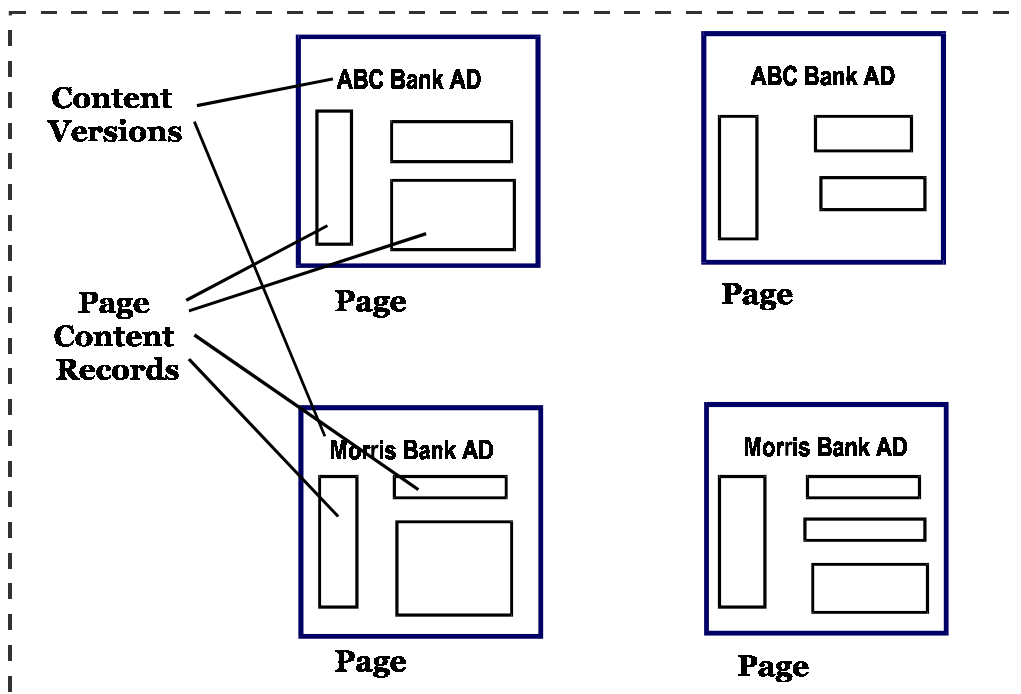 ABC Bank AD
ABC Bank AD
Content
Versions
Page
Page
Page
Content
Records
Morris Bank AD
Morris Bank AD
Page
Page